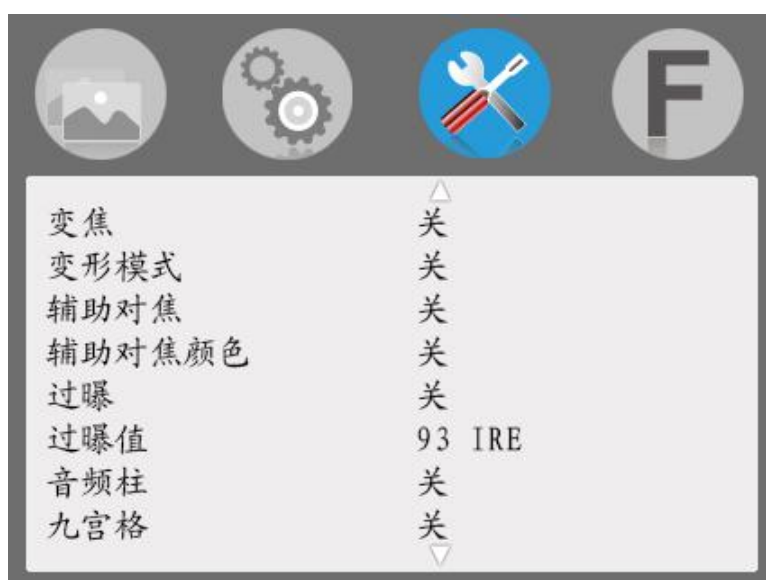 F
变焦 关
变形模式 关
辅助对焦 关
辅助对焦颜色 关
过曝 关
过曝值 93 IRE
音频柱 关
九宫格 关